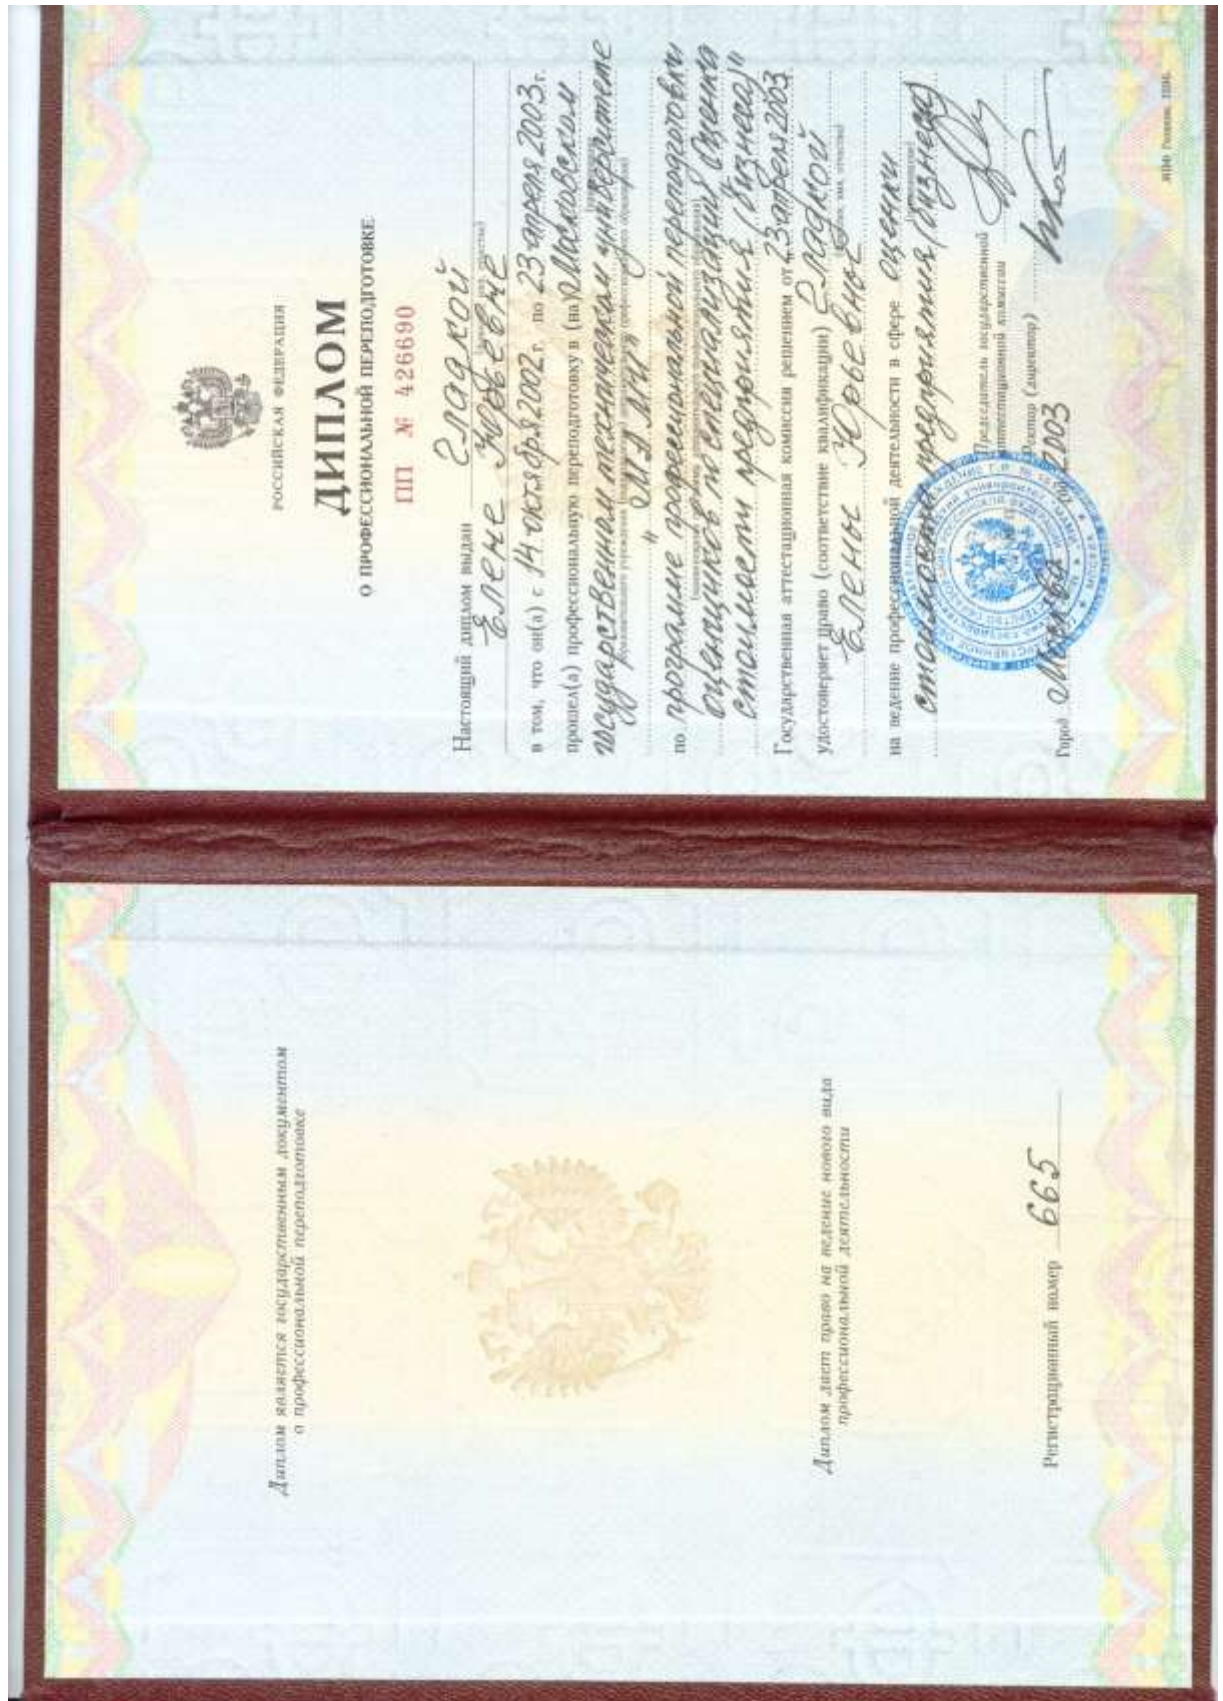 Диплом является государственным документом
о профессиональной переподготовке
Диплом дает право на ведение нового вида
профессиональной деятельности
Регистрационный номер 665
РОССИЙСКАЯ ФЕДЕРАЦИЯ
ДИПЛОМ
О ПРОФЕССИОНАЛЬНОЙ ПЕРЕПОДГОТОВКЕ
ПП № 426690
Настоящий диплом выдан Гладкой
Елене Юрьевне
в том, что он(а) с 14 октября 2002 г. по 23 апреля 2003 г.
прошел(а) профессиональную переподготовку в (на) Московском
государственном техническом университете
"МАМИ"
по программе профессиональной переподготовки
оценщиков по специализации "Оценка
стоимости предприятия (бизнеса)"
Государственная аттестационная комиссия решением от 23 апреля 2003
удостоверяет право (соответствие квалификации) Гладкой
Елены Юрьевны
на ведение профессиональной деятельности в сфере оценки
стоимости предприятия (бизнеса)
Председатель государственной
аттестационной комиссии
Ректор (директор)
Город Москва 2003